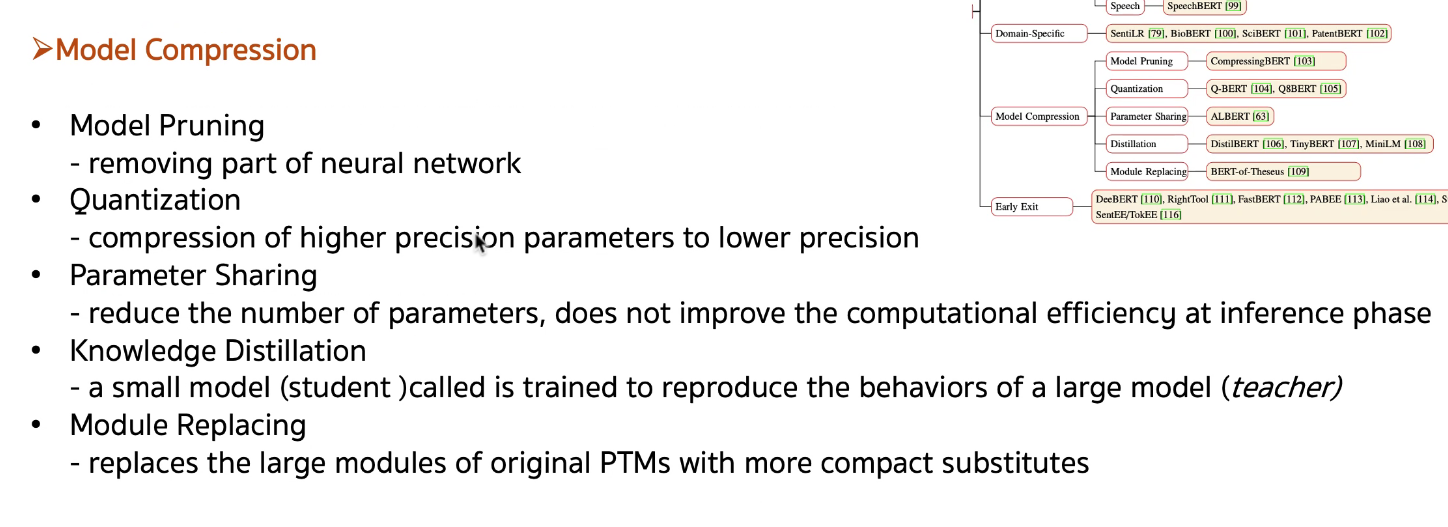 ➢Model Compression
• Model Pruning
- removing part of neural network
• Quantization
- compression of higher precision parameters to lower precision
• Parameter Sharing
- reduce the number of parameters, does not improve the computational efficiency at inference phase
• Knowledge Distillation
- a small model (student )called is trained to reproduce the behaviors of a large model (teacher)
• Module Replacing
- replaces the large modules of original PTMs with more compact substitutes
Speech SpeechBERT [99]
Domain-Specific SentiLR [79], BioBERT [100], SciBERT [101], PatentBERT [102]
Model Compression
Model Pruning CompressingBERT [103]
Quantization Q-BERT [104], Q8BERT [105]
Parameter Sharing ALBERT [63]
Distillation DistilBERT [106], TinyBERT [107], MiniLM [108]
Module Replacing BERT-of-Theseus [109]
Early Exit DeeBERT [110], RightTool [111], FastBERT [112], PABEE [113], Liao et al. [114], S
SentEE/TokEE [116]